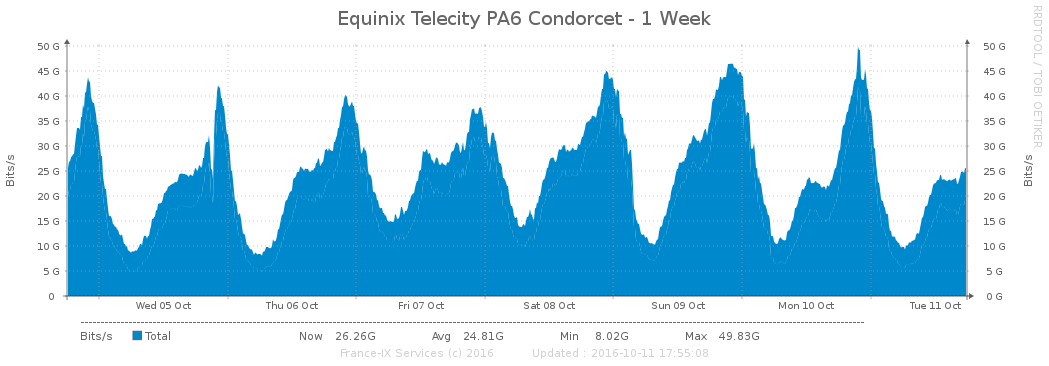 Equinix Telecity PA6 Condorcet - 1 Week
RRDTOOL / TOBI OETIKER
Bits/s
50 G 50 G
45 G 45 G
40 G 40 G
35 G 35 G
30 G 30 G
25 G 25 G
20 G 20 G
15 G 15 G
10 G 10 G
5 G 5 G
0 0 G
Bits/s
Wed 05 Oct Thu 06 Oct Fri 07 Oct Sat 08 Oct Sun 09 Oct Mon 10 Oct Tue 11 Oct
Bits/s Total Now 26.26G Avg 24.81G Min 8.02G Max 49.83G
France-IX Services (c) 2016 Updated : 2016-10-11 17:55:08